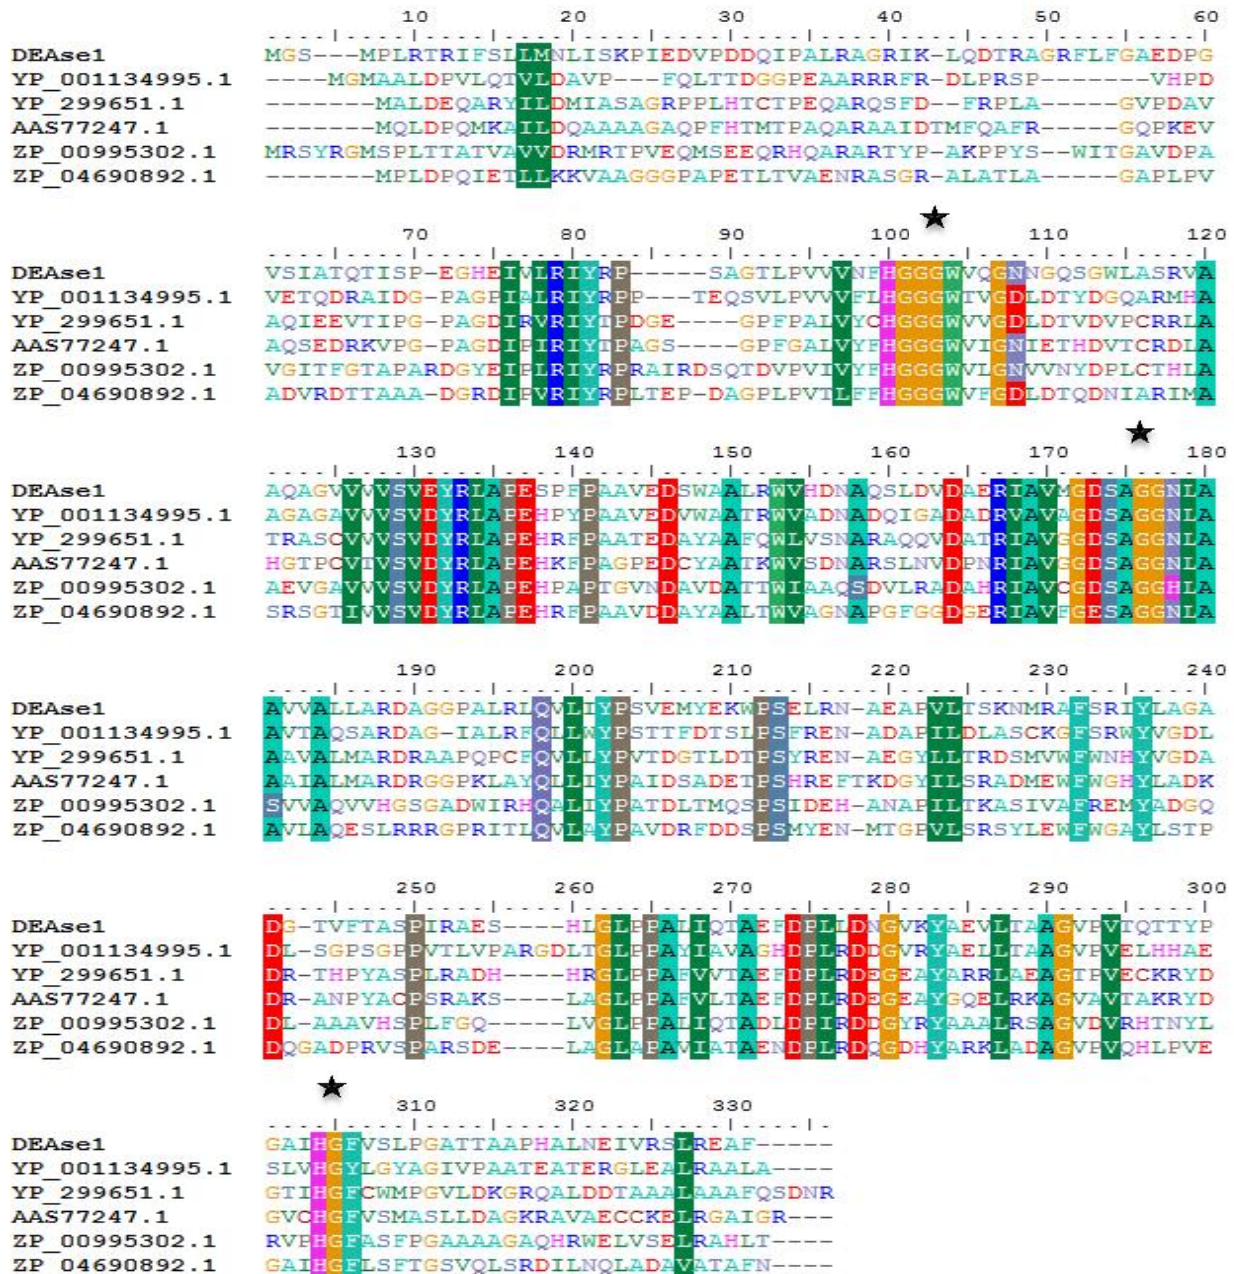 10 20 30 40 50 60
DEAse1 MGS---MPLRTRIFSLLMNLISKPIEDVPDDQIPALRAGRIK-LQDTRAGRFLFGAEDPG
YP_001134995.1 ----MGMAALDPVLQTVLDAVP---FQLTTDGGPEAARRRFR-DLPRSP-----VHPD
YP_299651.1 -------MALDEQARYILDMIASAGRPPLHTCTPEQARQSFD--FRPLA-----GVPDAV
AAS77247.1 -------MQLDPQMKAILDQAAAAGAQPFHTMTPAQARAAIDTMFQAFR-----GQPKEV
ZP_00995302.1 MRSYRGMSPLTTATVAVVDRMRTPVEQMSEEQRHQARARTYP-AKPPYS--WITGAVDPA
ZP_04690892.1 -------MPLDPQIETLLKKVAAGGGPAPETLTVAENRASGR-ALATLA-----GAPLPV
★
70 80 90 100 110 120
DEAse1 VSIATQTISP-EGHEIVLRIYRP-----SAGTLPVVVNFHGGGWVQGNNGQSGWLASRVA
YP_001134995.1 VETQDRAIDG-PAGPIALRIYRPP---TEQSVLPVVVFLHGGGWTVGDLDTYDGQARMHA
YP_299651.1 AQIEEVTIPG-PAGDIRVRIYTPDGE----GPFPALVYCHGGGWVVGDLDTVDVPCRRLA
AAS77247.1 AQSEDRKVPG-PAGDIPIRIYTPAGS----GPFGALVYFHGGGWVIGNIETHDVTCRDLA
ZP_00995302.1 VGITFGTAPARDGYEIPLRIYRPRAIRDSQTDVPVIVYFHGGGWVLGNVVNYDPLCTHLA
ZP_04690892.1 ADVRDTTAAA-DGRDIPVRIYRPLTEP-DAGPLPVTLFFHGGGWVFGDLDTQDNIARIMA
★
130 140 150 160 170 180
DEAse1 AQAGVVVVSVEYRLAPESPFPAAVEDSWAALRWVHDNAQSLDVDAERIAVMGDSAGGNLA
YP_001134995.1 AGAGAVVVSVDYRLAPEHPYPAAVEDVWAATRWVADNADQIGADADRVAVAGDSAGGNLA
YP_299651.1 TRASCVVVSVDYRLAPEHRFPAATEDAYAAFQWLVSNARAQQVDATRIAVGGDSAGGNLA
AAS77247.1 HGTPCVTVSVDYRLAPEHKFPAGPEDCYAATKWVSDNARSLNVDPNRIAVGGDSAGGNLA
ZP_00995302.1 AEVGAVVVSVDYRLAPEHPAPTGVNDAVDATTWVAAQSDVLRADAHRIAVCGDSAGGHLA
ZP_04690892.1 SRSGTIVVSVDYRLAPEHRFPAAVDDAYAALTWVAGNAPGFGGDGERIAVFGESAGGNLA
190 200 210 220 230 240
DEAse1 AVVALLARDAGGPALRLQVLIYPSVEMYEKWPSELRN-AEAPVLTSKNMRAFSRIYLAGA
YP_001134995.1 AVTAQSARDAG-IALRFQLLWYPSTTFDTSLPSFREN-ADAPILDLASCKGFSRWYVGDL
YP_299651.1 AAVALMARDRAAPQPCFQVLLYPVTDGTLDTPSYREN-AEGYLLTRDSMVWFWNHYVGDA
AAS77247.1 AAIALMARDRGGPKLAYQLLIYPAIDSADETPSHREFTKDGYILSRADMEWFWGHYLADK
ZP_00995302.1 SVVAQVVHGSGADWIRHQALIYPATDLTMQSPSIDEH-ANAPILTKASIVAFREMYADGQ
ZP_04690892.1 AVLAQESLRRRGPRITLQVLAYPAVDRFDDSPSMYEN-MTGPVLSRSYLEWFWGAYLSTP
250 260 270 280 290 300
DEAse1 DG-TVFTASPIRAES----HLGLPPALIQTAEFDPLLDNGVKYAEVLTAAGVPVTQTTYP
YP_001134995.1 DL-SGPSGPPVTLVPARGDLTGLPPALIAVAGHDPLRDDGVRYAELLTAAGVPVELHHAE
YP_299651.1 DR-THPYASPLRADH----HRGLPPAFVVTAEFDPLRDEGEAYARRLAEAGTPVECKRYD
AAS77247.1 DR-ANPYACPSRAKS----LAGLPPAFVLTAEFDPLRDEGEAYGQELRKAGVAVTAKRYD
ZP_00995302.1 DL-AAAVHSPLFGQ-----LVGLPPALIQTADLDPIRDDGYRYAAALRSAGVDVRHTNYL
ZP_04690892.1 DQGADPRVSPARSDE----LAGLAPAVIATAENDPLRDQGDHYARKLADAGVPVQHLPVE
★
310 320 330
DEAse1 GAIHGFVSLPGATTAAPHALNEIVRSLREAF-----
YP_001134995.1 SLVHGYLGYAGIVPAATEATERGLEALRAALA----
YP_299651.1 GTIHGFCWMPGVLDKGRQALDDTAAALAAAFQSDNR
AAS77247.1 GVCHGFVSMASLLDAGKRAVAECCKELRGAIGR---
ZP_00995302.1 RVPHGFASFPGAAAAGAQHRWELVSELRAHLT----
ZP_04690892.1 GAIHGFLSFTGSVQLSRDILNQLADAVATAFN----